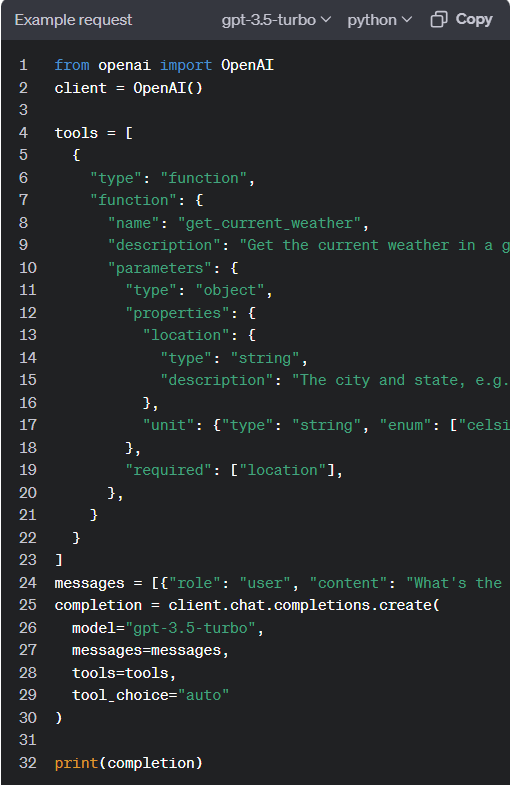 Example request gpt-3.5-turbo python Copy
1 from openai import OpenAI
2 client = OpenAI()
3
4 tools = [
5   {
6     "type": "function",
7     "function": {
8       "name": "get_current_weather",
9       "description": "Get the current weather in a g
10       "parameters": {
11         "type": "object",
12         "properties": {
13           "location": {
14             "type": "string",
15             "description": "The city and state, e.g.
16           },
17           "unit": {"type": "string", "enum": ["celsi
18         },
19         "required": ["location"],
20       },
21     }
22   }
23 ]
24 messages = [{"role": "user", "content": "What's the
25 completion = client.chat.completions.create(
26   model="gpt-3.5-turbo",
27   messages=messages,
28   tools=tools,
29   tool_choice="auto"
30 )
31
32 print(completion)